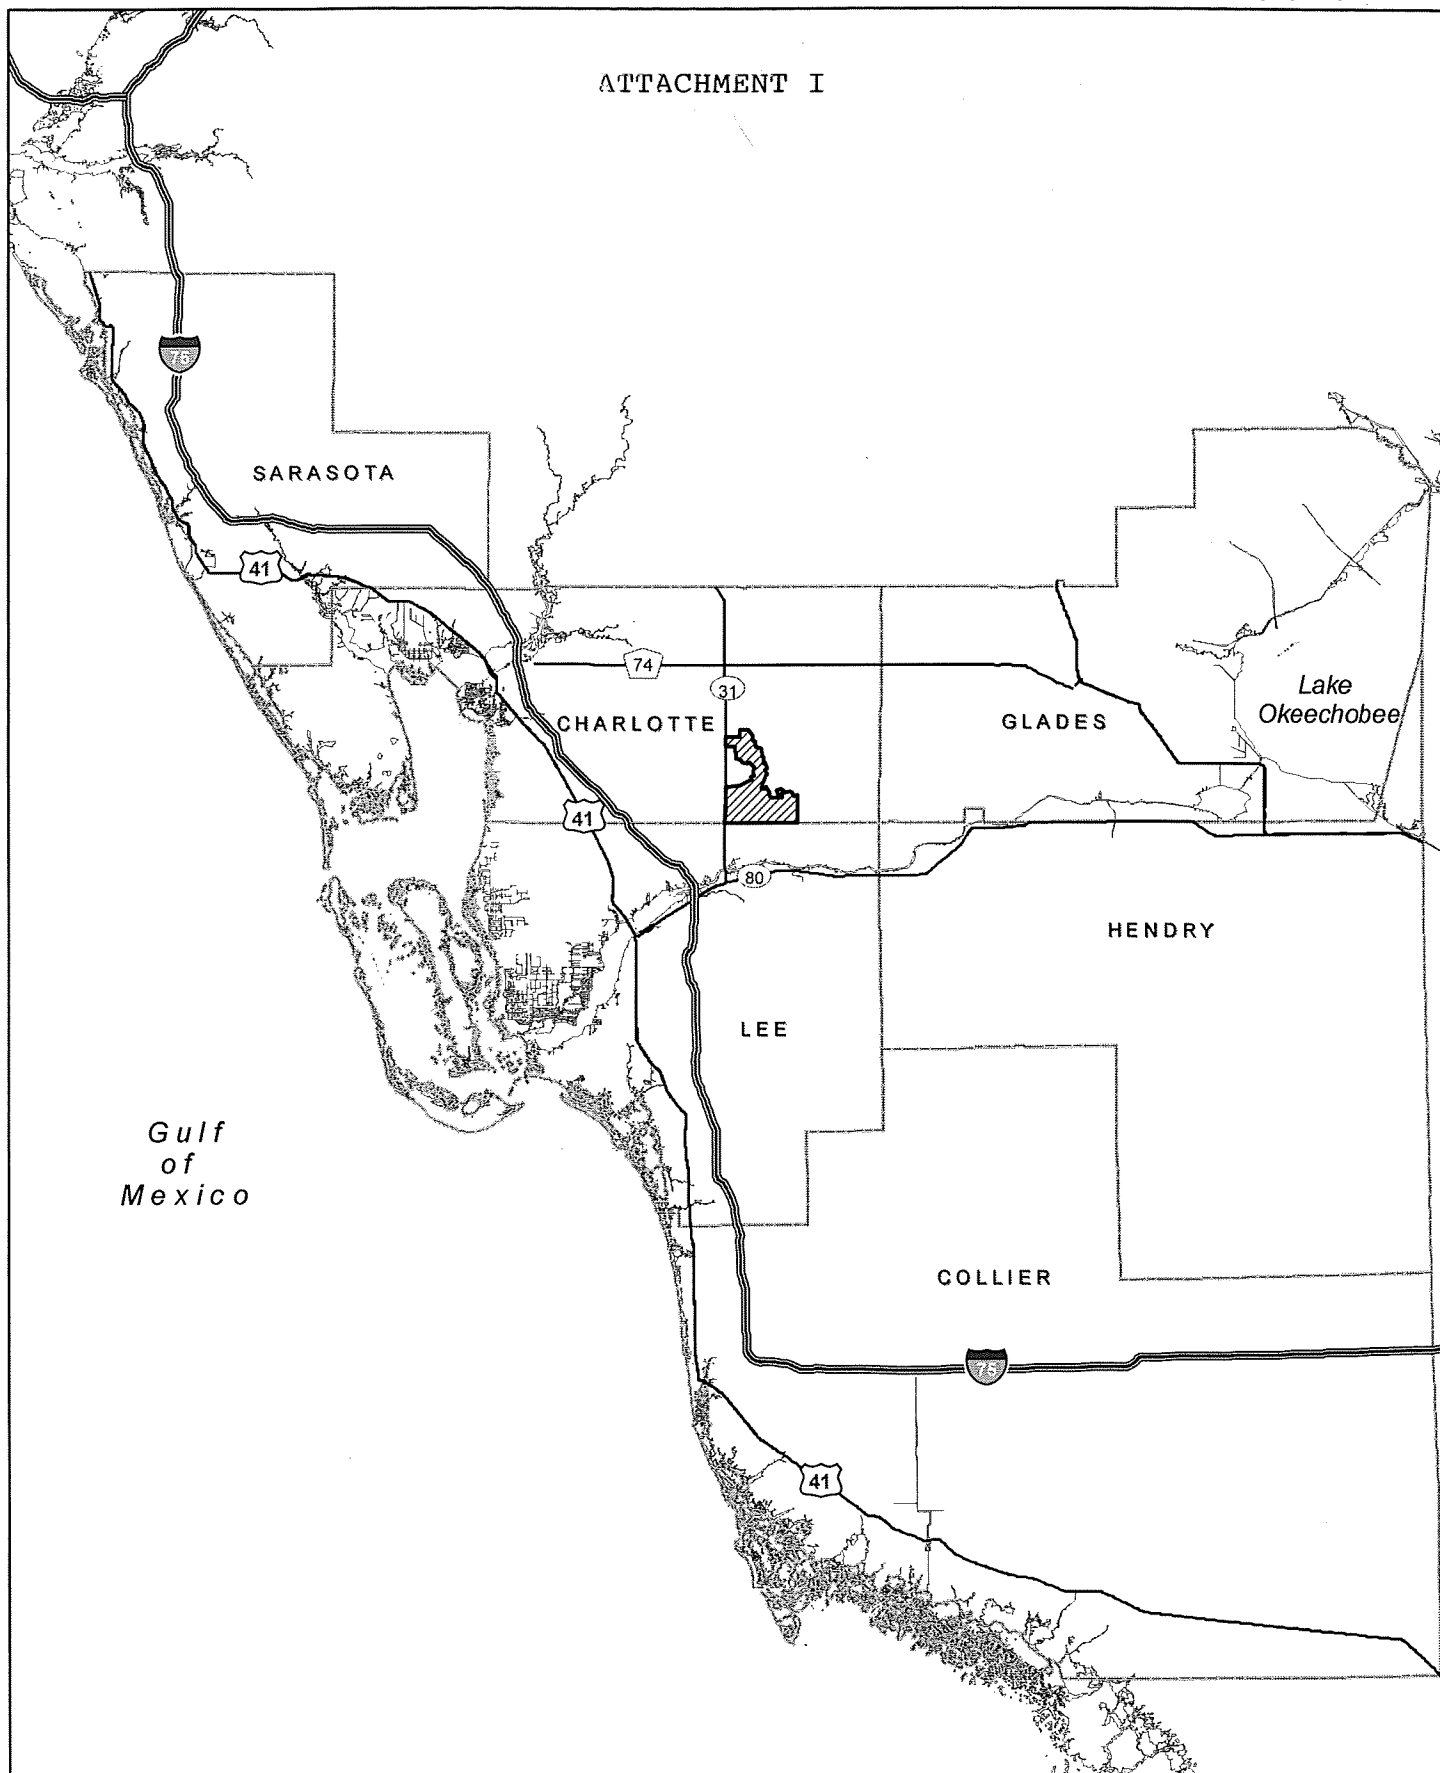 ATTACHMENT I
75
SARASOTA
41
74
31
Lake
Okeechobee
CHARLOTTE
GLADES
41
80
HENDRY
LEE
Gulf
of
Mexico
COLLIER
75
41